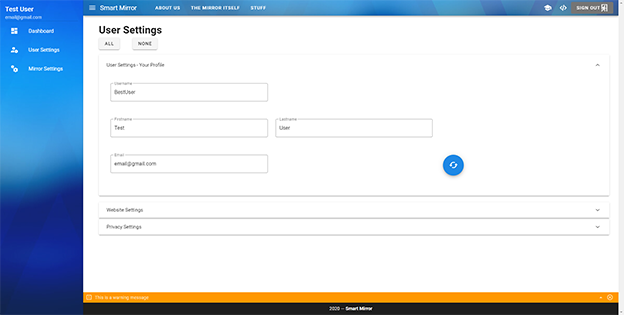 Test User
email@gmail.com
Dashboard
User Settings
Mirror Settings
Smart Mirror ABOUT US THE MIRROR ITSELF STUFF SIGN OUT
User Settings
ALL NONE
User Settings - Your Profile
Username
BestUser
Firstname Lastname
Test User
Email
email@gmail.com
Website Settings
Privacy Settings
This is a warning message
2020 — Smart Mirror